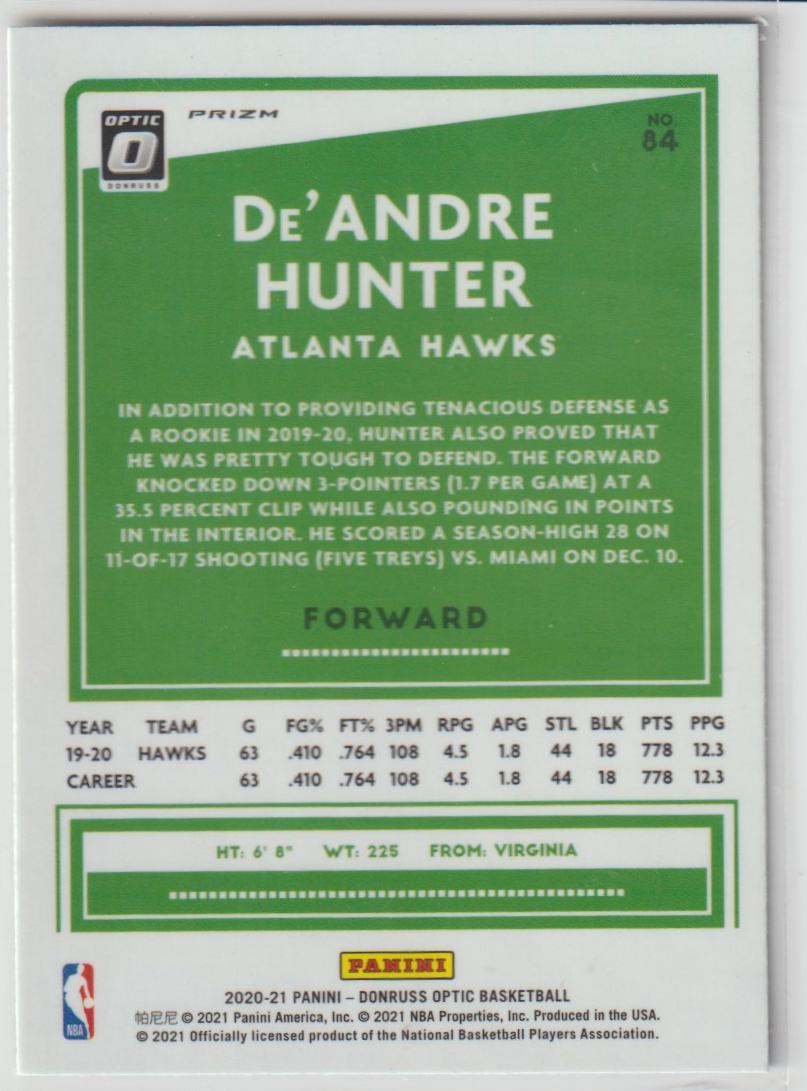 OPTIC
DONRUSS
PRIZM
NO.
84
DE'ANDRE
HUNTER
ATLANTA HAWKS
IN ADDITION TO PROVIDING TENACIOUS DEFENSE AS
A ROOKIE IN 2019-20, HUNTER ALSO PROVED THAT
HE WAS PRETTY TOUGH TO DEFEND. THE FORWARD
KNOCKED DOWN 3-POINTERS (1.7 PER GAME) AT A
35.5 PERCENT CLIP WHILE ALSO POUNDING IN POINTS
IN THE INTERIOR. HE SCORED A SEASON-HIGH 28 ON
11-OF-17 SHOOTING (FIVE TREYS) VS. MIAMI ON DEC. 10.
FORWARD
YEAR TEAM G FG% FT% 3PM RPG APG STL BLK PTS PPG
19-20 HAWKS 63 .410 .764 108 4.5 1.8 44 18 778 12.3
CAREER 63 .410 .764 108 4.5 1.8 44 18 778 12.3
HT: 6' 8" WT: 225 FROM: VIRGINIA
PANINI
NBA
2020-21 PANINI – DONRUSS OPTIC BASKETBALL
帕尼尼 © 2021 Panini America, Inc. © 2021 NBA Properties, Inc. Produced in the USA.
© 2021 Officially licensed product of the National Basketball Players Association.